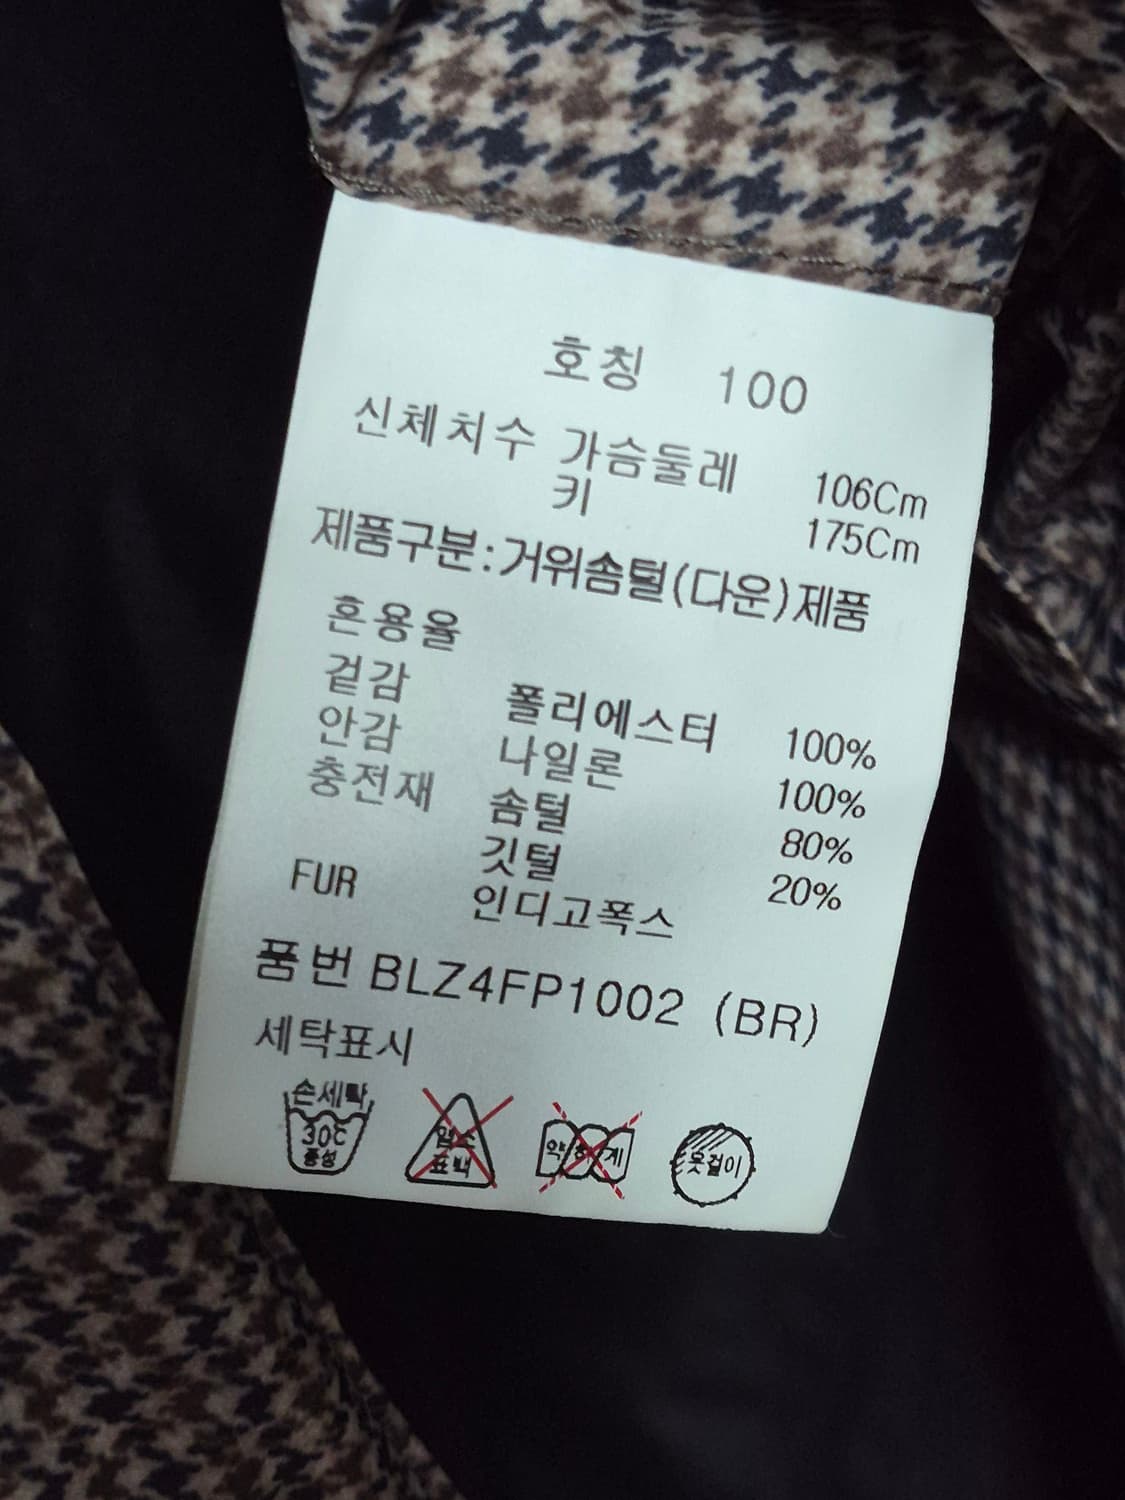 호칭 100
신체치수 가슴둘레 106Cm
키 175Cm
제품구분:거위솜털(다운)제품
혼용율
겉감 폴리에스터 100%
안감 나일론 100%
충전재 솜털 80%
깃털 20%
FUR 인디고폭스
품번 BLZ4FP1002 (BR)
세탁표시
손세탁
30℃
중성
염소
표백
약하게
옷걸이